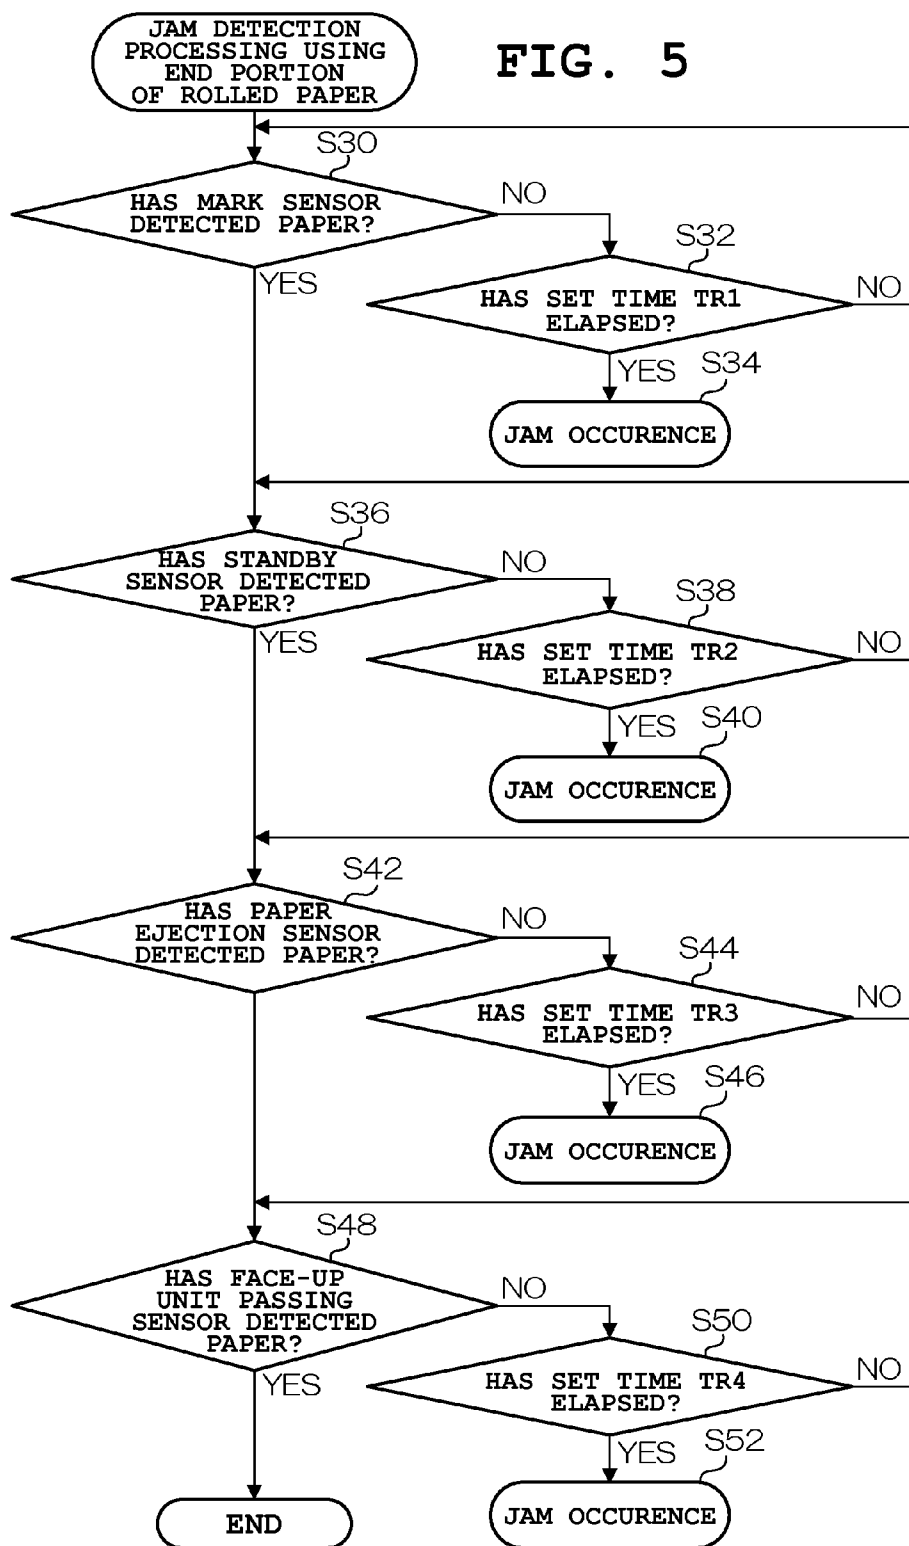 JAM DETECTION
PROCESSING USING
END PORTION
OF ROLLED PAPER
FIG. 5
S30
HAS MARK SENSOR
DETECTED PAPER?
NO
YES
S32
HAS SET TIME TR1
ELAPSED?
NO
YES
S34
JAM OCCURENCE
S36
HAS STANDBY
SENSOR DETECTED
PAPER?
NO
YES
S38
HAS SET TIME TR2
ELAPSED?
NO
YES
S40
JAM OCCURENCE
S42
HAS PAPER
EJECTION SENSOR
DETECTED PAPER?
NO
S44
HAS SET TIME TR3
ELAPSED?
NO
YES
S46
JAM OCCURENCE
S48
HAS FACE-UP
UNIT PASSING
SENSOR DETECTED
PAPER?
NO
YES
S50
HAS SET TIME TR4
ELAPSED?
NO
YES
S52
JAM OCCURENCE
END